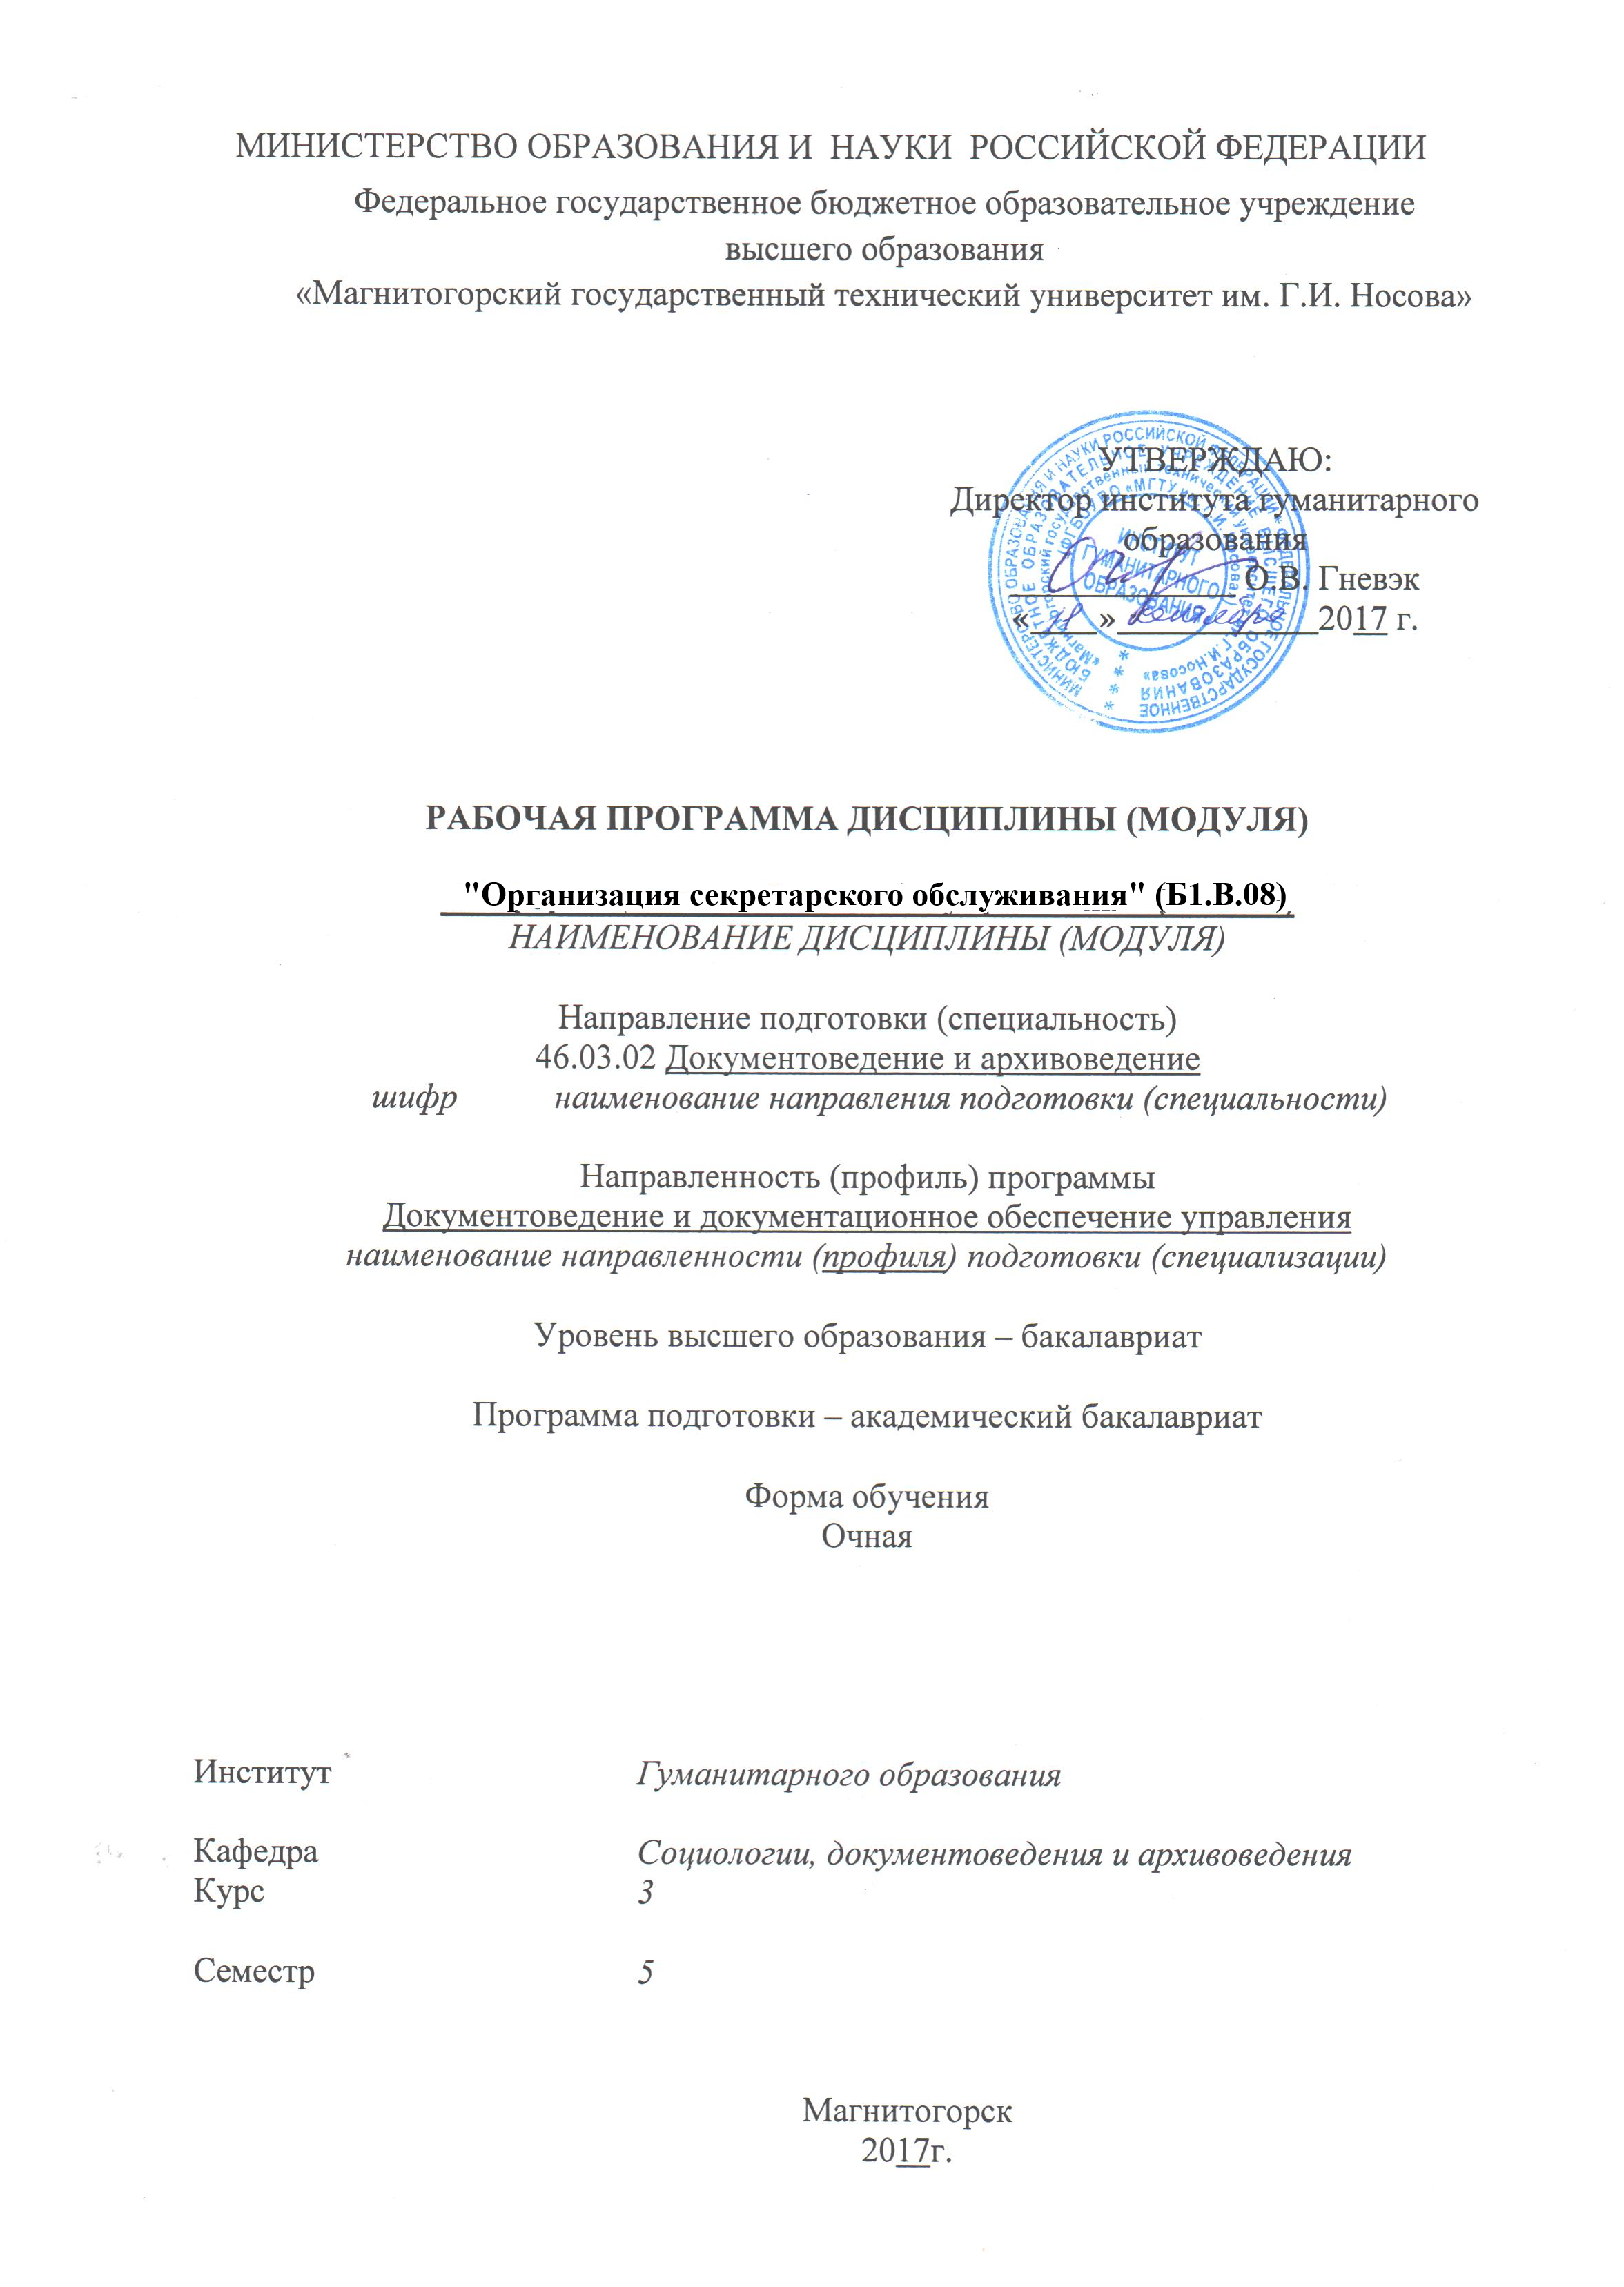 МИНИСТЕРСТВО ОБРАЗОВАНИЯ И НАУКИ РОССИЙСКОЙ ФЕДЕРАЦИИ
Федеральное государственное бюджетное образовательное учреждение
высшего образования
«Магнитогорский государственный технический университет им. Г.И. Носова»
УТВЕРЖДАЮ:
Директор института гуманитарного
образования
О.В. Гневэк
« » 2017 г.
ИНСТИТУТ
ГУМАНИТАРНОГО
ОБРАЗОВАНИЯ
РАБОЧАЯ ПРОГРАММА ДИСЦИПЛИНЫ (МОДУЛЯ)
"Организация секретарского обслуживания" (Б1.В.08)
НАИМЕНОВАНИЕ ДИСЦИПЛИНЫ (МОДУЛЯ)
Направление подготовки (специальность)
46.03.02 Документоведение и архивоведение
шифр наименование направления подготовки (специальности)
Направленность (профиль) программы
Документоведение и документационное обеспечение управления
наименование направленности (профиля) подготовки (специализации)
Уровень высшего образования – бакалавриат
Программа подготовки – академический бакалавриат
Форма обучения
Очная
Институт Гуманитарного образования
Кафедра Социологии, документоведения и архивоведения
Курс 3
Семестр 5
Магнитогорск
2017г.